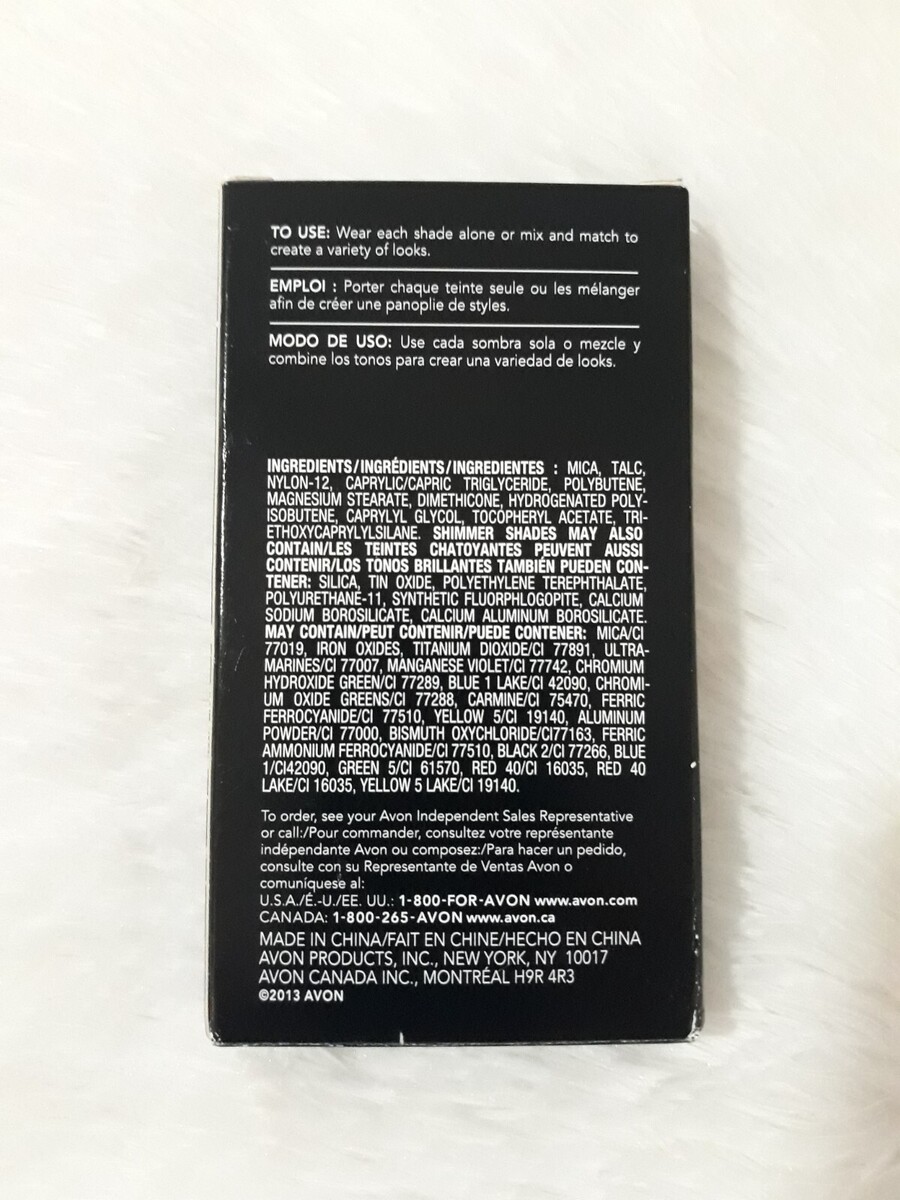 TO USE: Wear each shade alone or mix and match to
create a variety of looks.
EMPLOI : Porter chaque teinte seule ou les mélanger
afin de créer une panoplie de styles.
MODO DE USO: Use cada sombra sola o mezcle y
combine los tonos para crear una variedad de looks.
INGREDIENTS/INGRÉDIENTS/INGREDIENTES : MICA, TALC,
NYLON-12, CAPRYLIC/CAPRIC TRIGLYCERIDE, POLYBUTENE,
MAGNESIUM STEARATE, DIMETHICONE, HYDROGENATED POLY-
ISOBUTENE, CAPRYLYL GLYCOL, TOCOPHERYL ACETATE, TRI-
ETHOXYCAPRYLYLSILANE. SHIMMER SHADES MAY ALSO
CONTAIN/LES TEINTES CHATOYANTES PEUVENT AUSSI
CONTENIR/LOS TONOS BRILLANTES TAMBIÉN PUEDEN CON-
TENER: SILICA, TIN OXIDE, POLYETHYLENE TEREPHTHALATE,
POLYURETHANE-11, SYNTHETIC FLUORPHLOGOPITE, CALCIUM
SODIUM BOROSILICATE, CALCIUM ALUMINUM BOROSILICATE.
MAY CONTAIN/PEUT CONTENIR/PUEDE CONTENER: MICA/CI
77019, IRON OXIDES, TITANIUM DIOXIDE/CI 77891, ULTRA-
MARINES/CI 77007, MANGANESE VIOLET/CI 77742, CHROMIUM
HYDROXIDE GREEN/CI 77289, BLUE 1 LAKE/CI 42090, CHROMI-
UM OXIDE GREENS/CI 77288, CARMINE/CI 75470, FERRIC
FERROCYANIDE/CI 77510, YELLOW 5/CI 19140, ALUMINUM
POWDER/CI 77000, BISMUTH OXYCHLORIDE/CI77163, FERRIC
AMMONIUM FERROCYANIDE/CI 77510, BLACK 2/CI 77266, BLUE
1/CI42090, GREEN 5/CI 61570, RED 40/CI 16035, RED 40
LAKE/CI 16035, YELLOW 5 LAKE/CI 19140.
To order, see your Avon Independent Sales Representative
or call:/Pour commander, consultez votre représentante
indépendante Avon ou composez:/Para hacer un pedido,
consulte con su Representante de Ventas Avon o
comuníquese al:
U.S.A./É.-U./EE. UU.: 1-800-FOR-AVON www.avon.com
CANADA: 1-800-265-AVON www.avon.ca
MADE IN CHINA/FAIT EN CHINE/HECHO EN CHINA
AVON PRODUCTS, INC., NEW YORK, NY 10017
AVON CANADA INC., MONTRÉAL H9R 4R3
©2013 AVON